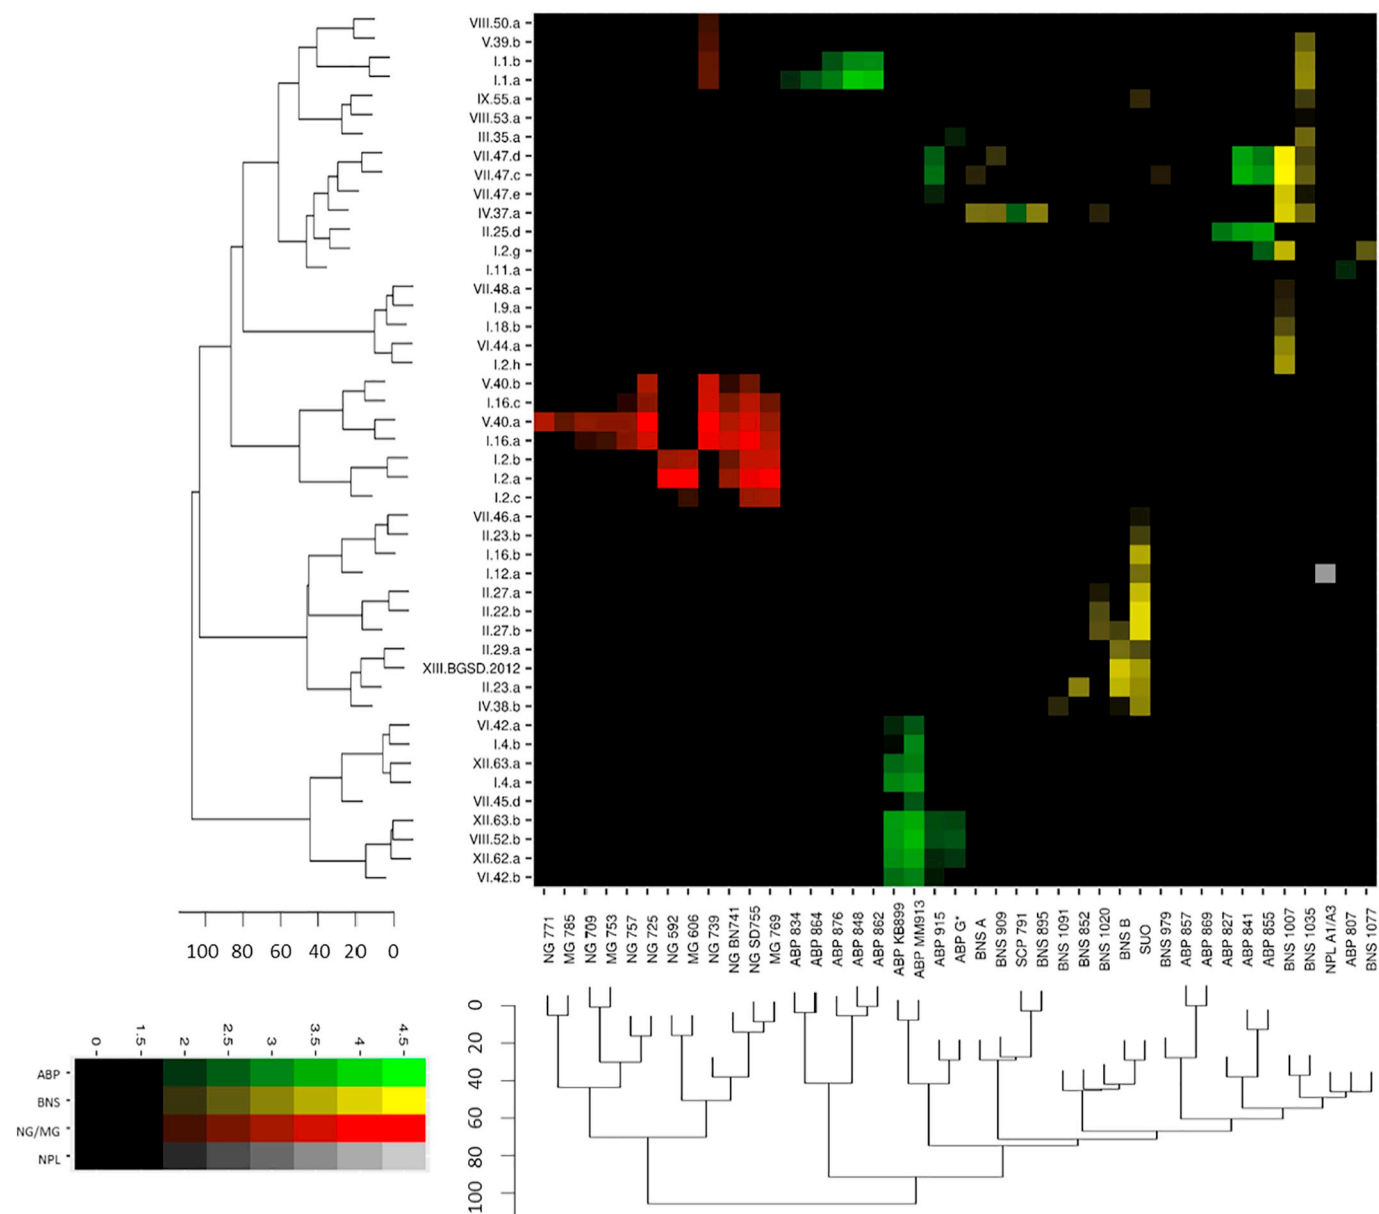 VIII.50.a
V.39.b
I.1.b
I.1.a
IX.55.a
VIII.53.a
III.35.a
VII.47.d
VII.47.c
VII.47.e
IV.37.a
II.25.d
I.2.g
I.11.a
VII.48.a
I.9.a
I.18.b
VI.44.a
I.2.h
V.40.b
I.16.c
V.40.a
I.16.a
I.2.b
I.2.a
I.2.c
VII.46.a
II.23.b
I.16.b
I.12.a
II.27.a
II.22.b
II.27.b
II.29.a
XIII.BGSD.2012
II.23.a
IV.38.b
VI.42.a
I.4.b
XII.63.a
I.4.a
VII.45.d
XII.63.b
VIII.52.b
XII.62.a
VI.42.b
100 80 60 40 20 0
NG 771
MG 785
NG 709
MG 753
NG 757
NG 725
NG 592
MG 606
NG 739
NG BN741
NG SD755
MG 769
ABP 834
ABP 864
ABP 876
ABP 848
ABP 862
ABP KB899
ABP MM913
ABP 915
ABP G*
BNS A
BNS 909
SCP 791
BNS 895
BNS 1091
BNS 852
BNS 1020
BNS B
SUO
BNS 979
ABP 857
ABP 869
ABP 827
ABP 841
ABP 855
BNS 1007
BNS 1035
NPL A1/A3
ABP 807
BNS 1077
0
20
40
60
80
100
0 1.5 2 2.5 3 3.5 4 4.5
ABP
BNS
NG/MG
NPL